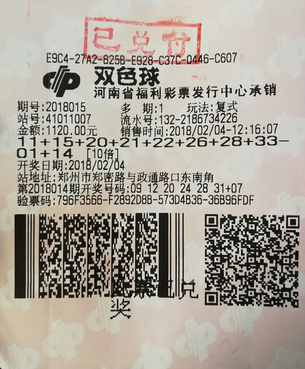 已兑付
E9C4-27A2-825B-E928-C37C-0446-C607
双色球
河南省福利彩票发行中心承销
期号:2018015 多期:1 玩法:复式
站号:41011007 流水号:132-2186734226
金额:1120.00元 销售时间:2018/02/04-12:16:07
11+15+20+21+22+26+28+33-
01+14 [10倍]
开奖日期:2018/02/04
站地址:郑州市郑密路与政通路口东南角
第2018014期开奖号码:09 12 20 24 28 31+07
验票码:796F3566-F2892D8B-573D4B36-36B96FDF
票已兑
奖